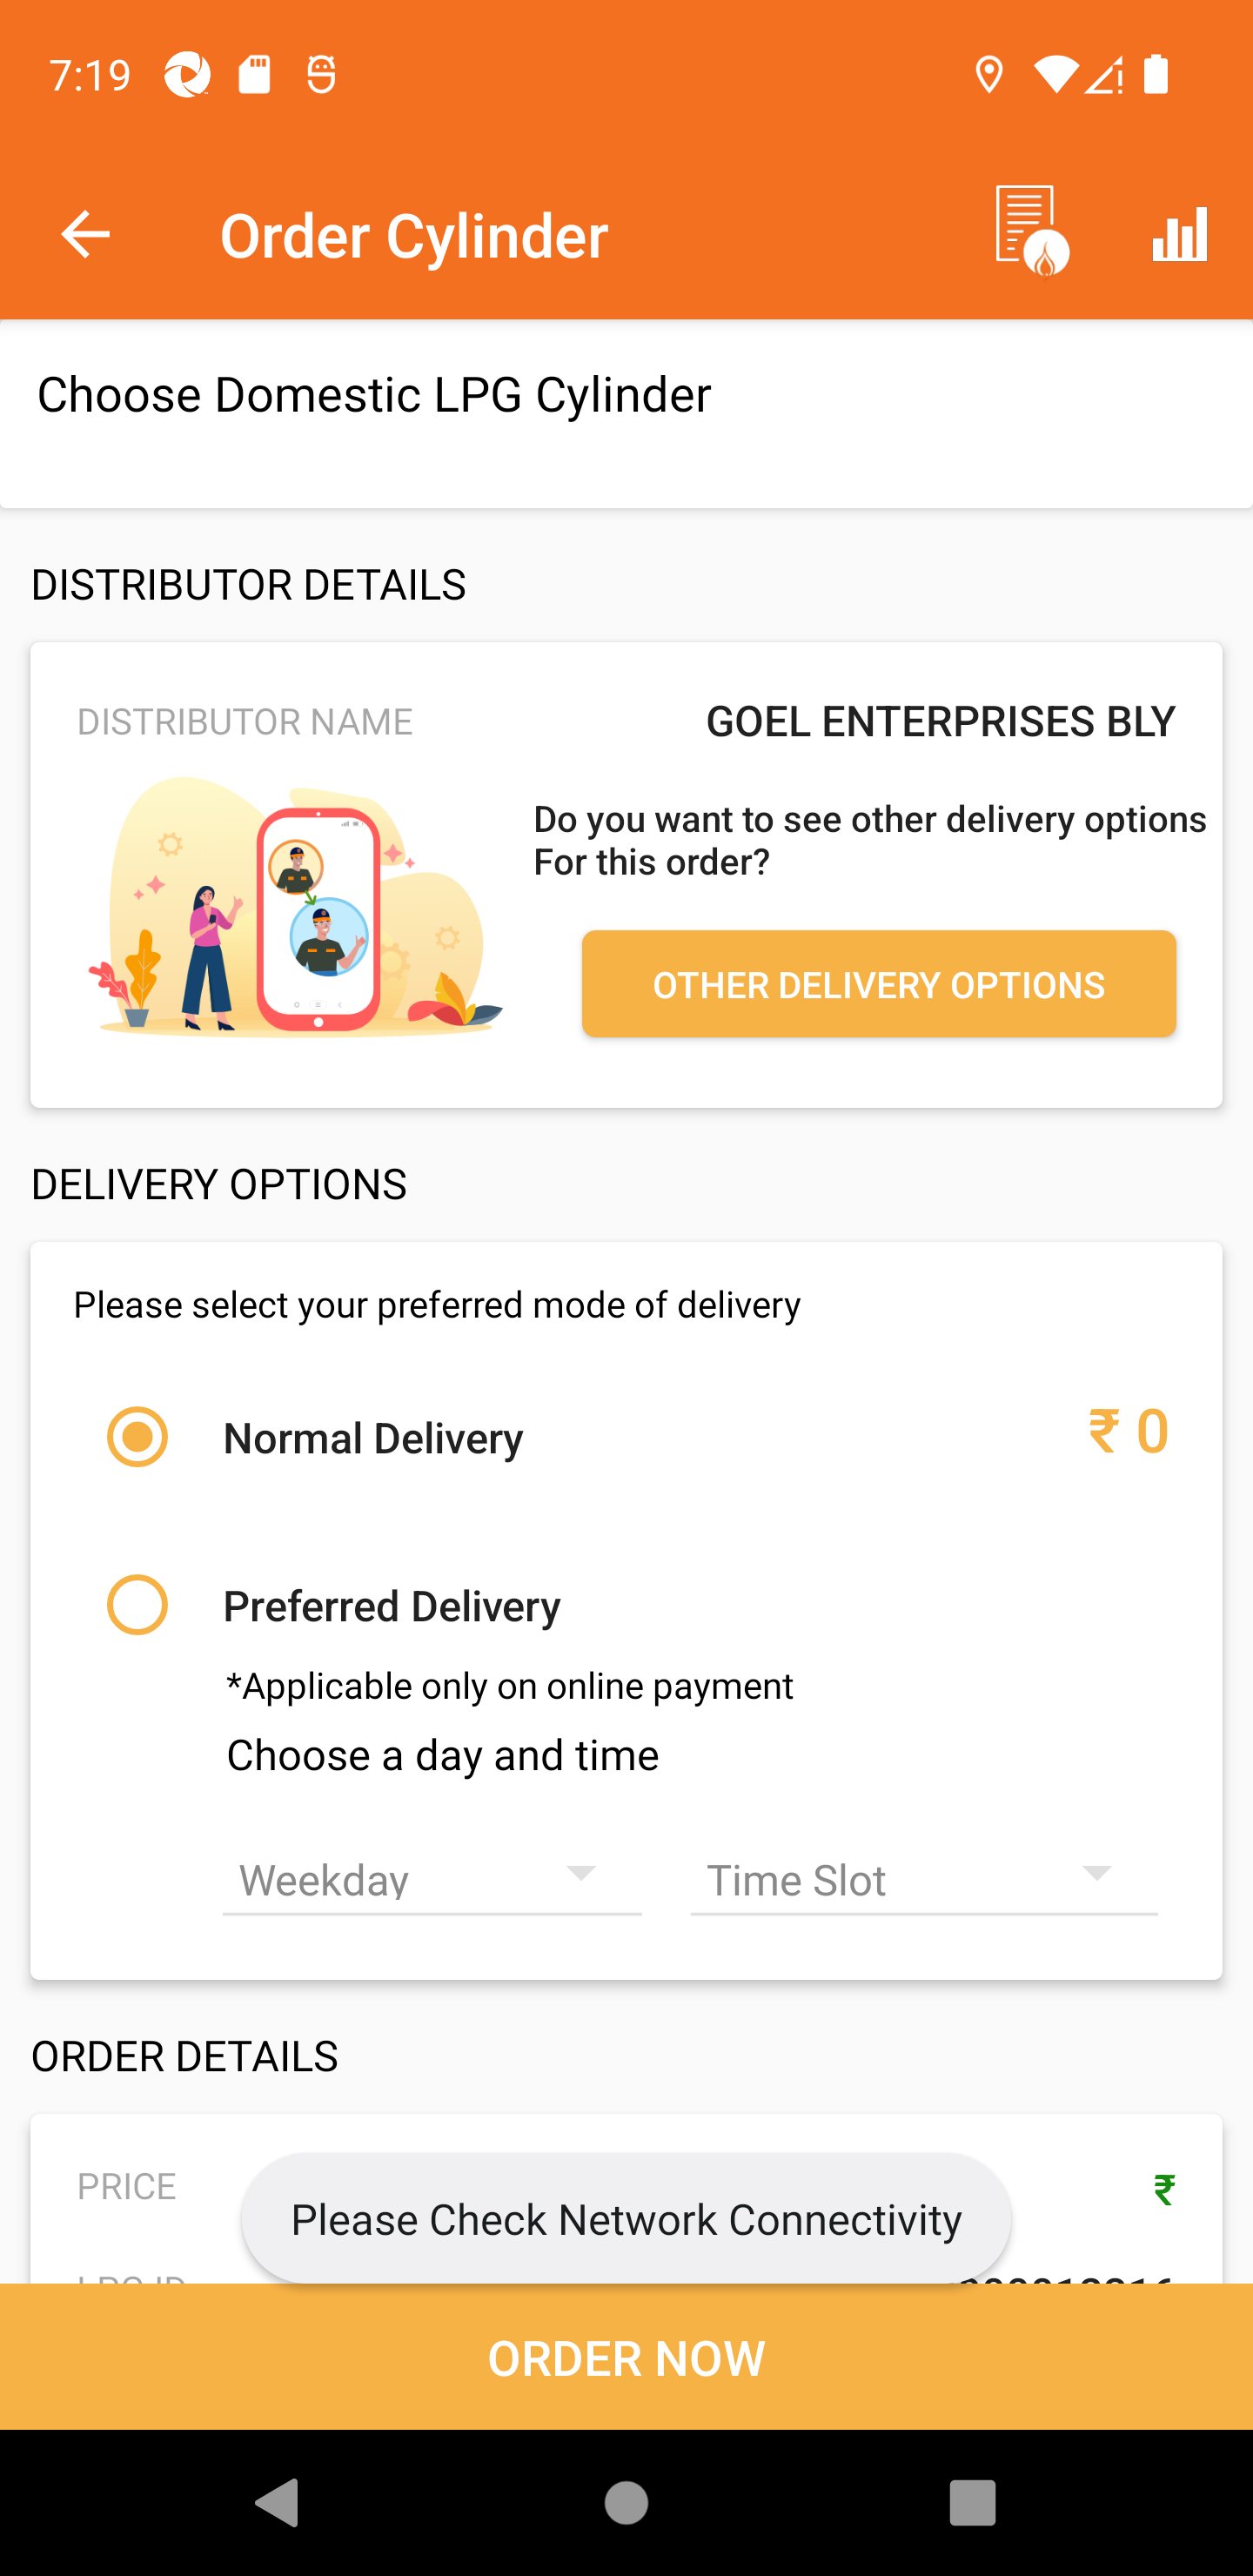 7:19
Order Cylinder
Choose Domestic LPG Cylinder
DISTRIBUTOR DETAILS
DISTRIBUTOR NAME
GOEL ENTERPRISES BLY
Do you want to see other delivery options
For this order?
OTHER DELIVERY OPTIONS
DELIVERY OPTIONS
Please select your preferred mode of delivery
Normal Delivery
₹ 0
Preferred Delivery
*Applicable only on online payment
Choose a day and time
Weekday
Time Slot
ORDER DETAILS
PRICE
₹
Please Check Network Connectivity
ORDER NOW